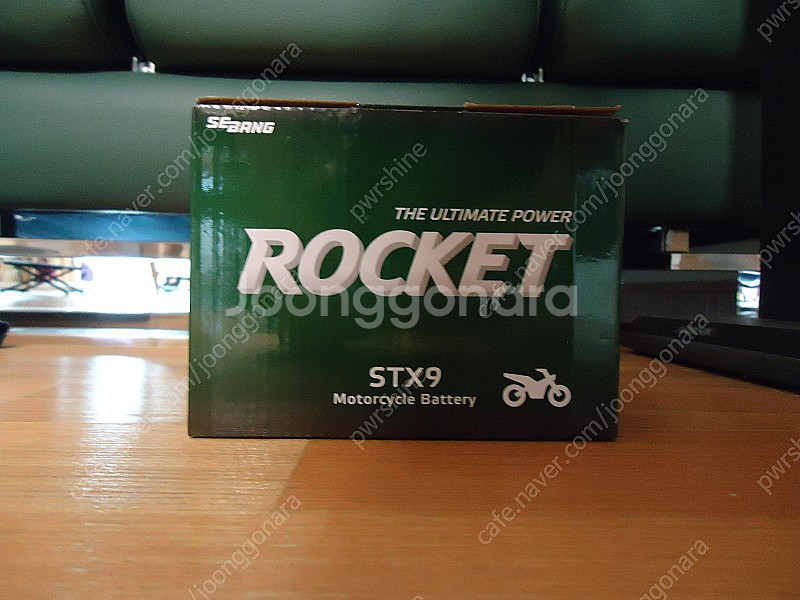 SEBANG
THE ULTIMATE POWER
ROCKET
Joonggonara
STX9
Motorcycle Battery
pwrshine
cafe.naver.com/joonggonara